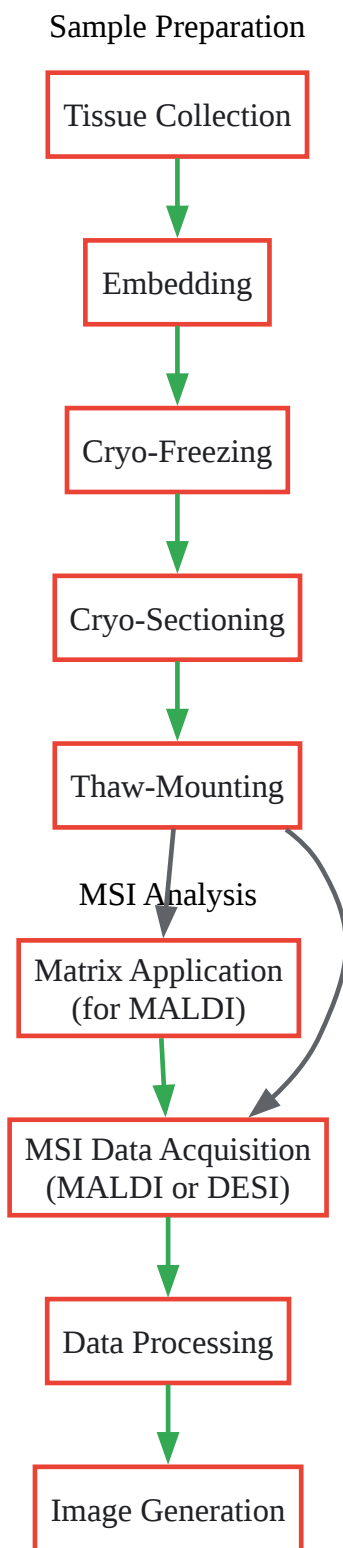 Sample Preparation
Tissue Collection
Embedding
Cryo-Freezing
Cryo-Sectioning
Thaw-Mounting
MSI Analysis
Matrix Application
(for MALDI)
MSI Data Acquisition
(MALDI or DESI)
Data Processing
Image Generation